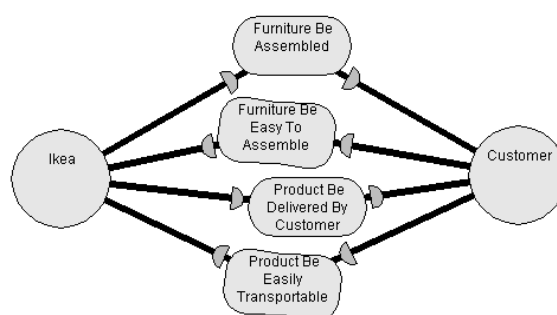 Furniture Be
Assembled
Furniture Be
Easy To
Assemble
Ikea
Customer
Product Be
Delivered By
Customer
Product Be
Easily
Transportable